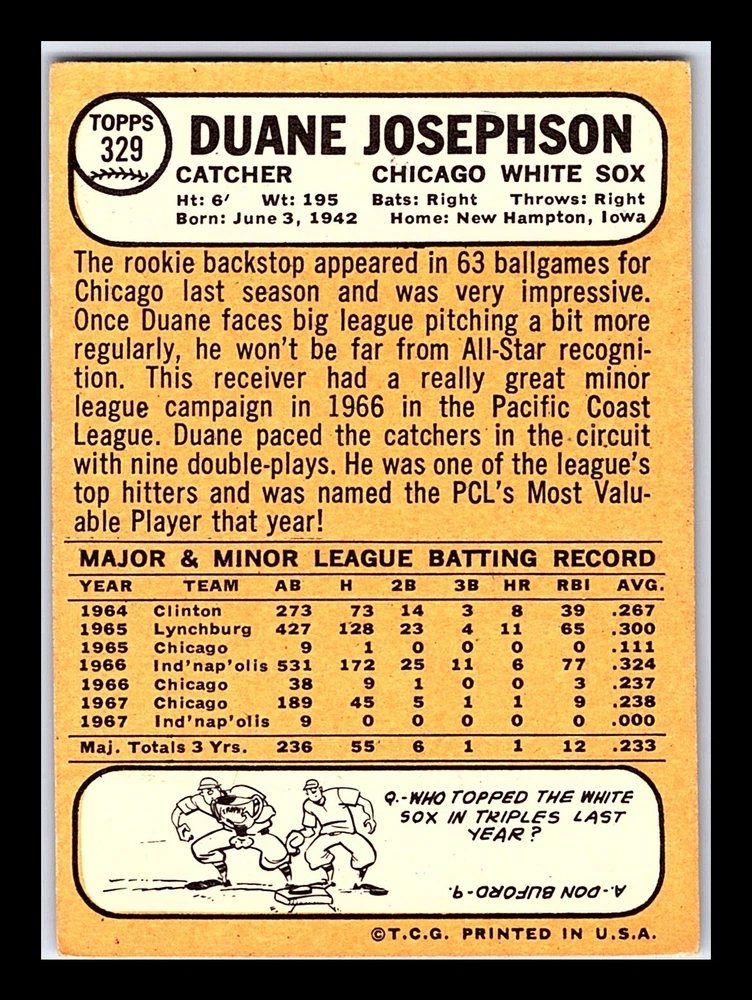 TOPPS
329
DUANE JOSEPHSON
CATCHER CHICAGO WHITE SOX
Ht: 6' Wt: 195 Bats: Right Throws: Right
Born: June 3, 1942 Home: New Hampton, Iowa
The rookie backstop appeared in 63 ballgames for
Chicago last season and was very impressive.
Once Duane faces big league pitching a bit more
regularly, he won't be far from All-Star recogni-
tion. This receiver had a really great minor
league campaign in 1966 in the Pacific Coast
League. Duane paced the catchers in the circuit
with nine double-plays. He was one of the league's
top hitters and was named the PCL's Most Valu-
able Player that year!
MAJOR & MINOR LEAGUE BATTING RECORD
YEAR TEAM AB H 2B 3B HR RBI AVG.
1964 Clinton 273 73 14 3 8 39 .267
1965 Lynchburg 427 128 23 4 11 65 .300
1965 Chicago 9 1 0 0 0 0 .111
1966 Ind'nap'olis 531 172 25 11 6 77 .324
1966 Chicago 38 9 1 0 0 3 .237
1967 Chicago 189 45 5 1 1 9 .238
1967 Ind'nap'olis 9 0 0 0 0 0 .000
Maj. Totals 3 Yrs. 236 55 6 1 1 12 .233
Q.-WHO TOPPED THE WHITE
SOX IN TRIPLES LAST
YEAR?
A.-DON BUFORD-9.
©T.C.G. PRINTED IN U.S.A.